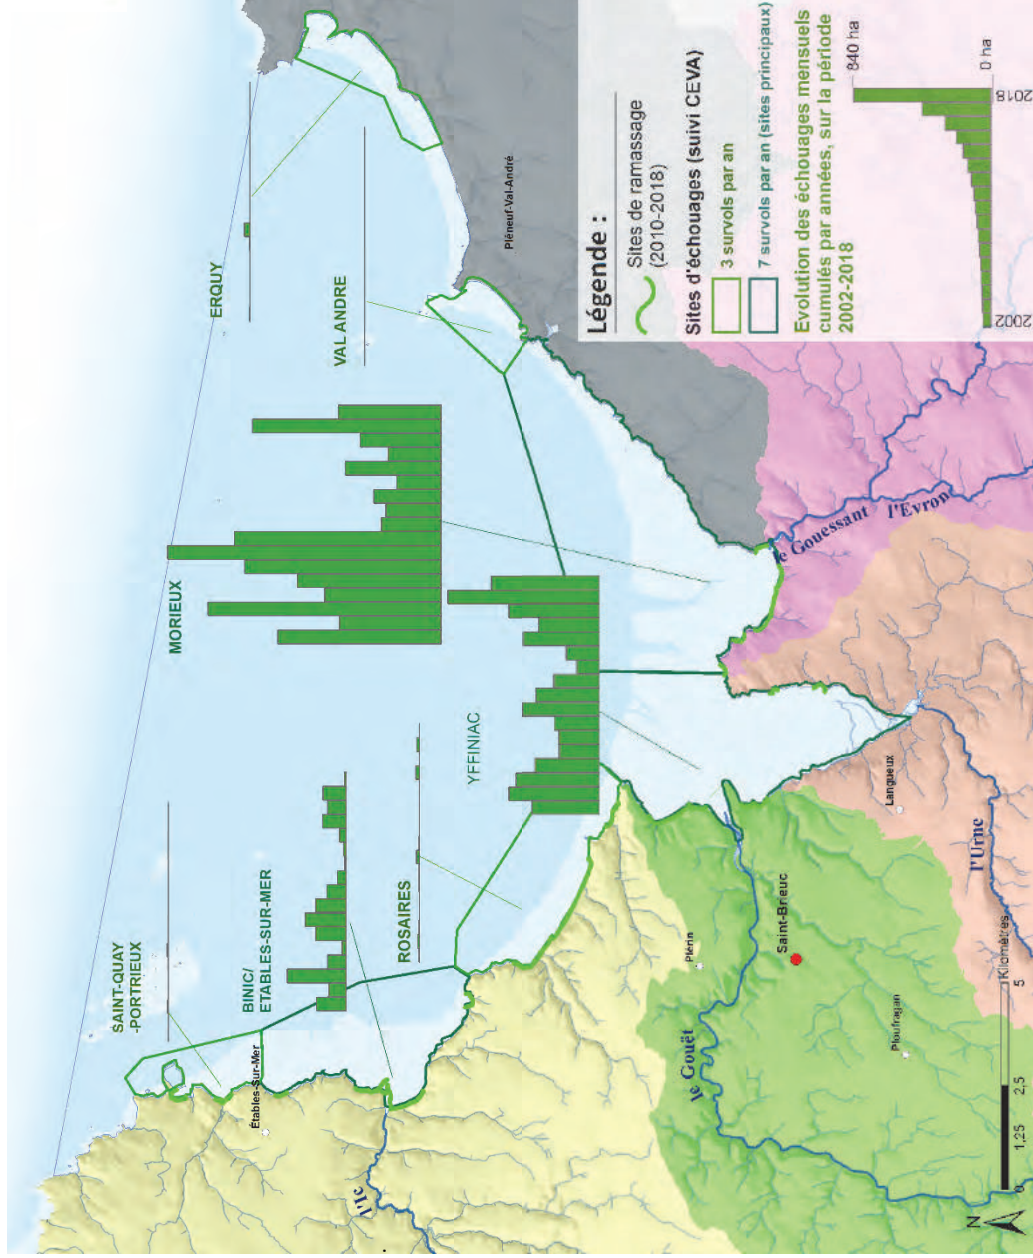 SAINT-QUAY
-PORTRIEUX
BINIC/
ETABLES-SUR-MER
ROSAIRES
YFFINIAC
MORIEUX
VAL ANDRE
ERQUY
Étables-Sur-Mer
l'Ic
le Gouët
Plérin
Saint-Brieuc
Ploufragan
Langueux
l'Urne
le Gouessant
l'Evron
Pléneuf-Val-André
Légende :
Sites de ramassage
(2010-2018)
Sites d'échouages (suivi CEVA)
3 survols par an
7 survols par an (sites principaux)
Evolution des échouages mensuels
cumulés par années, sur la période
2002-2018
840 ha
0 ha
2002
2018
N
0 1,25 2,5 5
Kilomètres